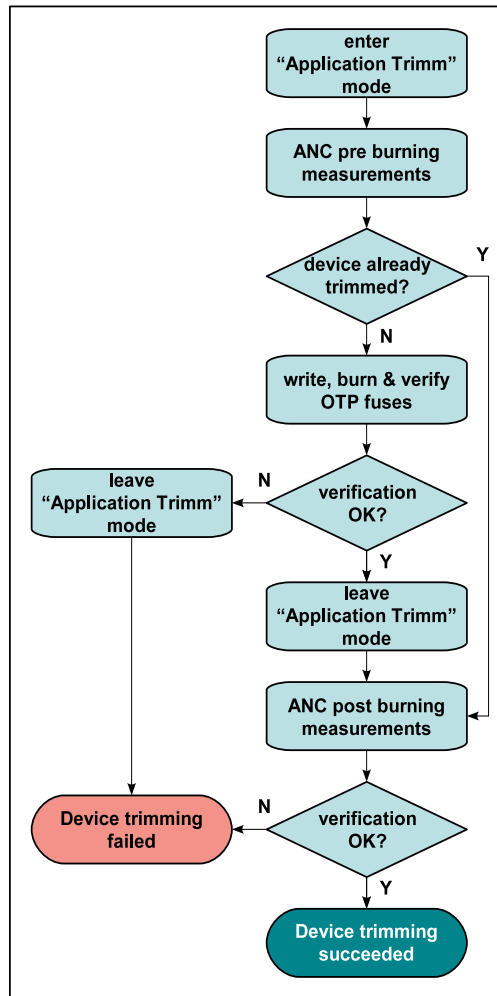 enter
“Application Trimm”
mode
ANC pre burning
measurements
device already
trimmed?
Y
N
write, burn & verify
OTP fuses
leave
“Application Trimm”
mode
N
verification
OK?
Y
leave
“Application Trimm”
mode
ANC post burning
measurements
Device trimming
failed
N
verification
OK?
Y
Device trimming
succeeded